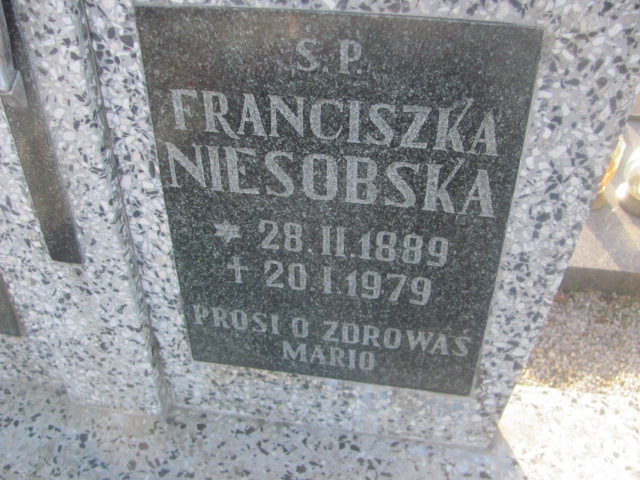 Ś.P.
FRANCISZKA
NIESOBSKA
* 28.II.1889
+ 20.I.1979
PROSI O ZDROWAŚ
MARIO